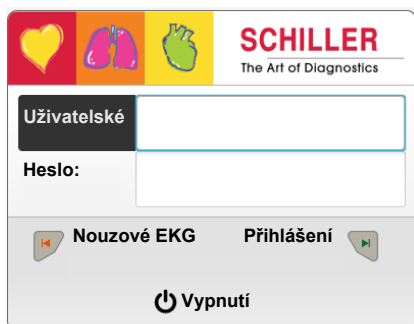 SCHILLER
The Art of Diagnostics
Uživatelské
Heslo:
Nouzové EKG
Přihlášení
Vypnutí